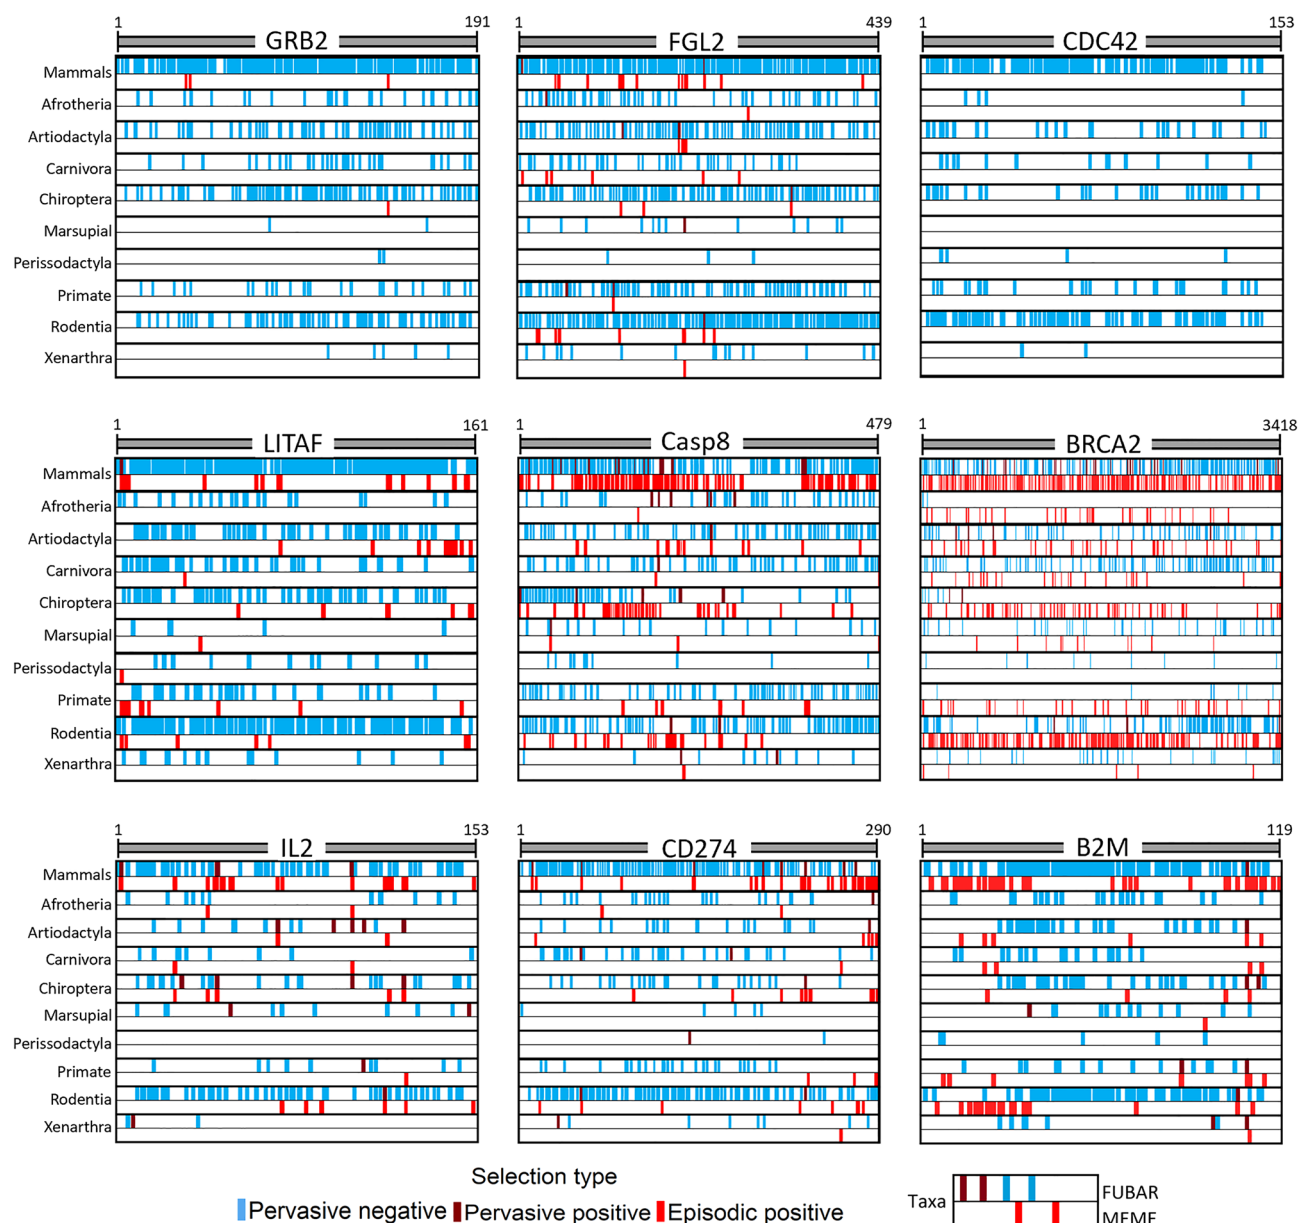 1 191 1 439 1 153
GRB2 FGL2 CDC42
Mammals
Afrotheria
Artiodactyla
Carnivora
Chiroptera
Marsupial
Perissodactyla
Primate
Rodentia
Xenarthra
1 161 1 479 1 3418
LITAF Casp8 BRCA2
Mammals
Afrotheria
Artiodactyla
Carnivora
Chiroptera
Marsupial
Perissodactyla
Primate
Rodentia
Xenarthra
1 153 1 290 1 119
IL2 CD274 B2M
Mammals
Afrotheria
Artiodactyla
Carnivora
Chiroptera
Marsupial
Perissodactyla
Primate
Rodentia
Xenarthra
Selection type
Pervasive negative Pervasive positive Episodic positive
Taxa FUBAR
MEME